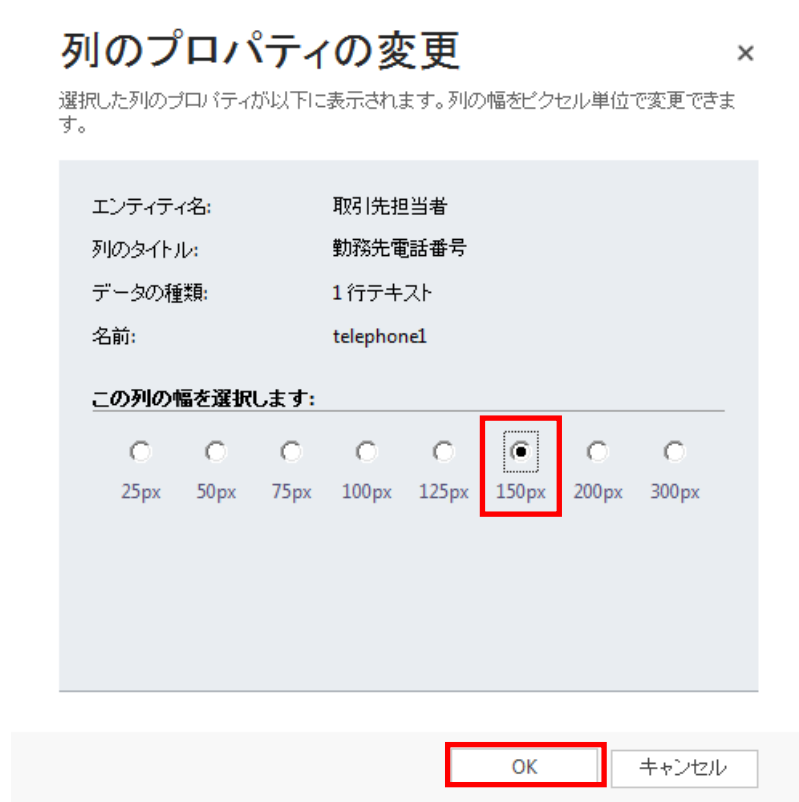 列のプロパティの変更
×
選択した列のプロパティが以下に表示されます。列の幅をピクセル単位で変更できま
す。
エンティティ名: 取引先担当者
列のタイトル: 勤務先電話番号
データの種類: 1 行テキスト
名前: telephone1
この列の幅を選択します:
25px 50px 75px 100px 125px 150px 200px 300px
OK キャンセル